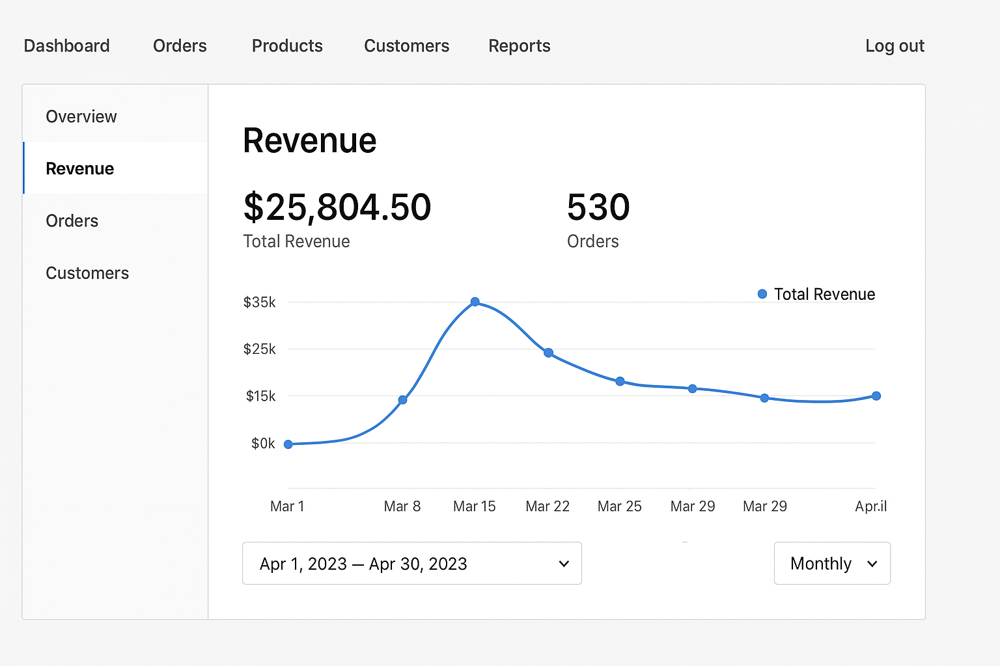 Dashboard Orders Products Customers Reports Log out
Overview
Revenue
Orders
Customers
Revenue
$25,804.50 530
Total Revenue Orders
Total Revenue
$35k
$25k
$15k
$0k
Mar 1 Mar 8 Mar 15 Mar 22 Mar 25 Mar 29 Mar 29 Apr.il
Apr 1, 2023 — Apr 30, 2023 Monthly